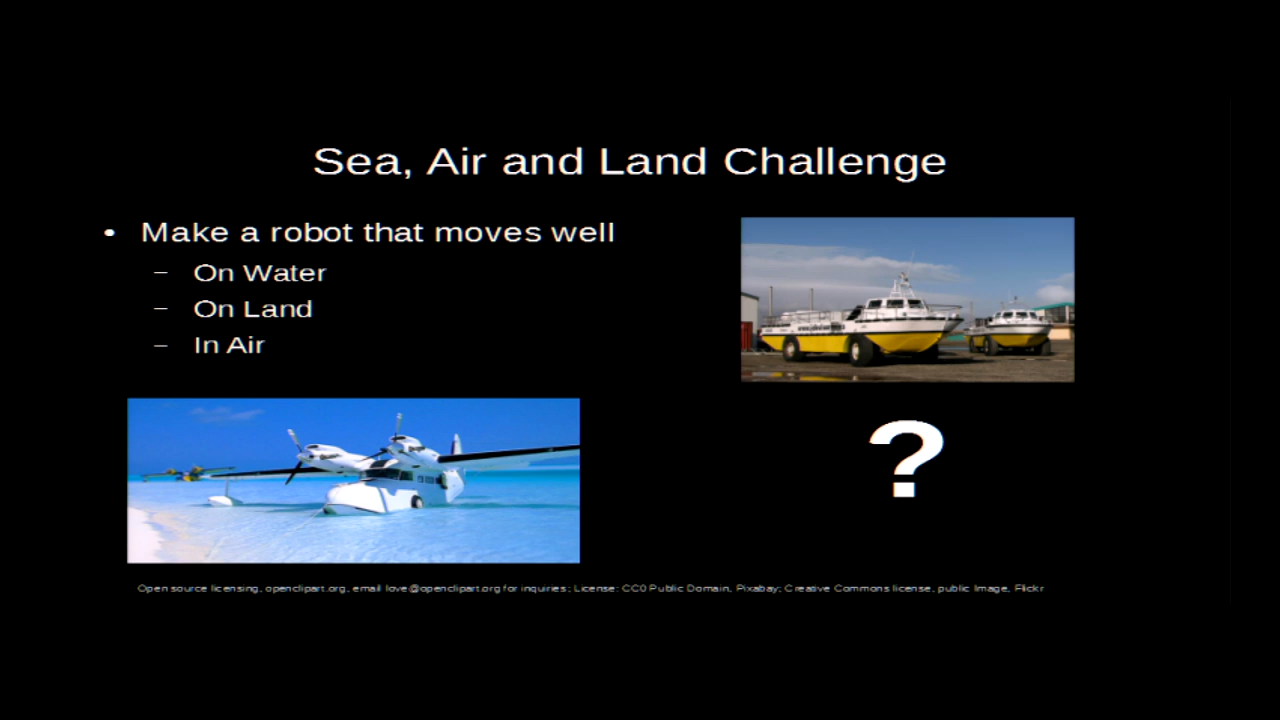 Sea, Air and Land Challenge
• Make a robot that moves well
– On Water
– On Land
– In Air
?
Open source licensing, openclipart.org, email love@openclipart.org for inquiries; License: CC0 Public Domain, Pixabay; Creative Commons license, public Image, Flickr